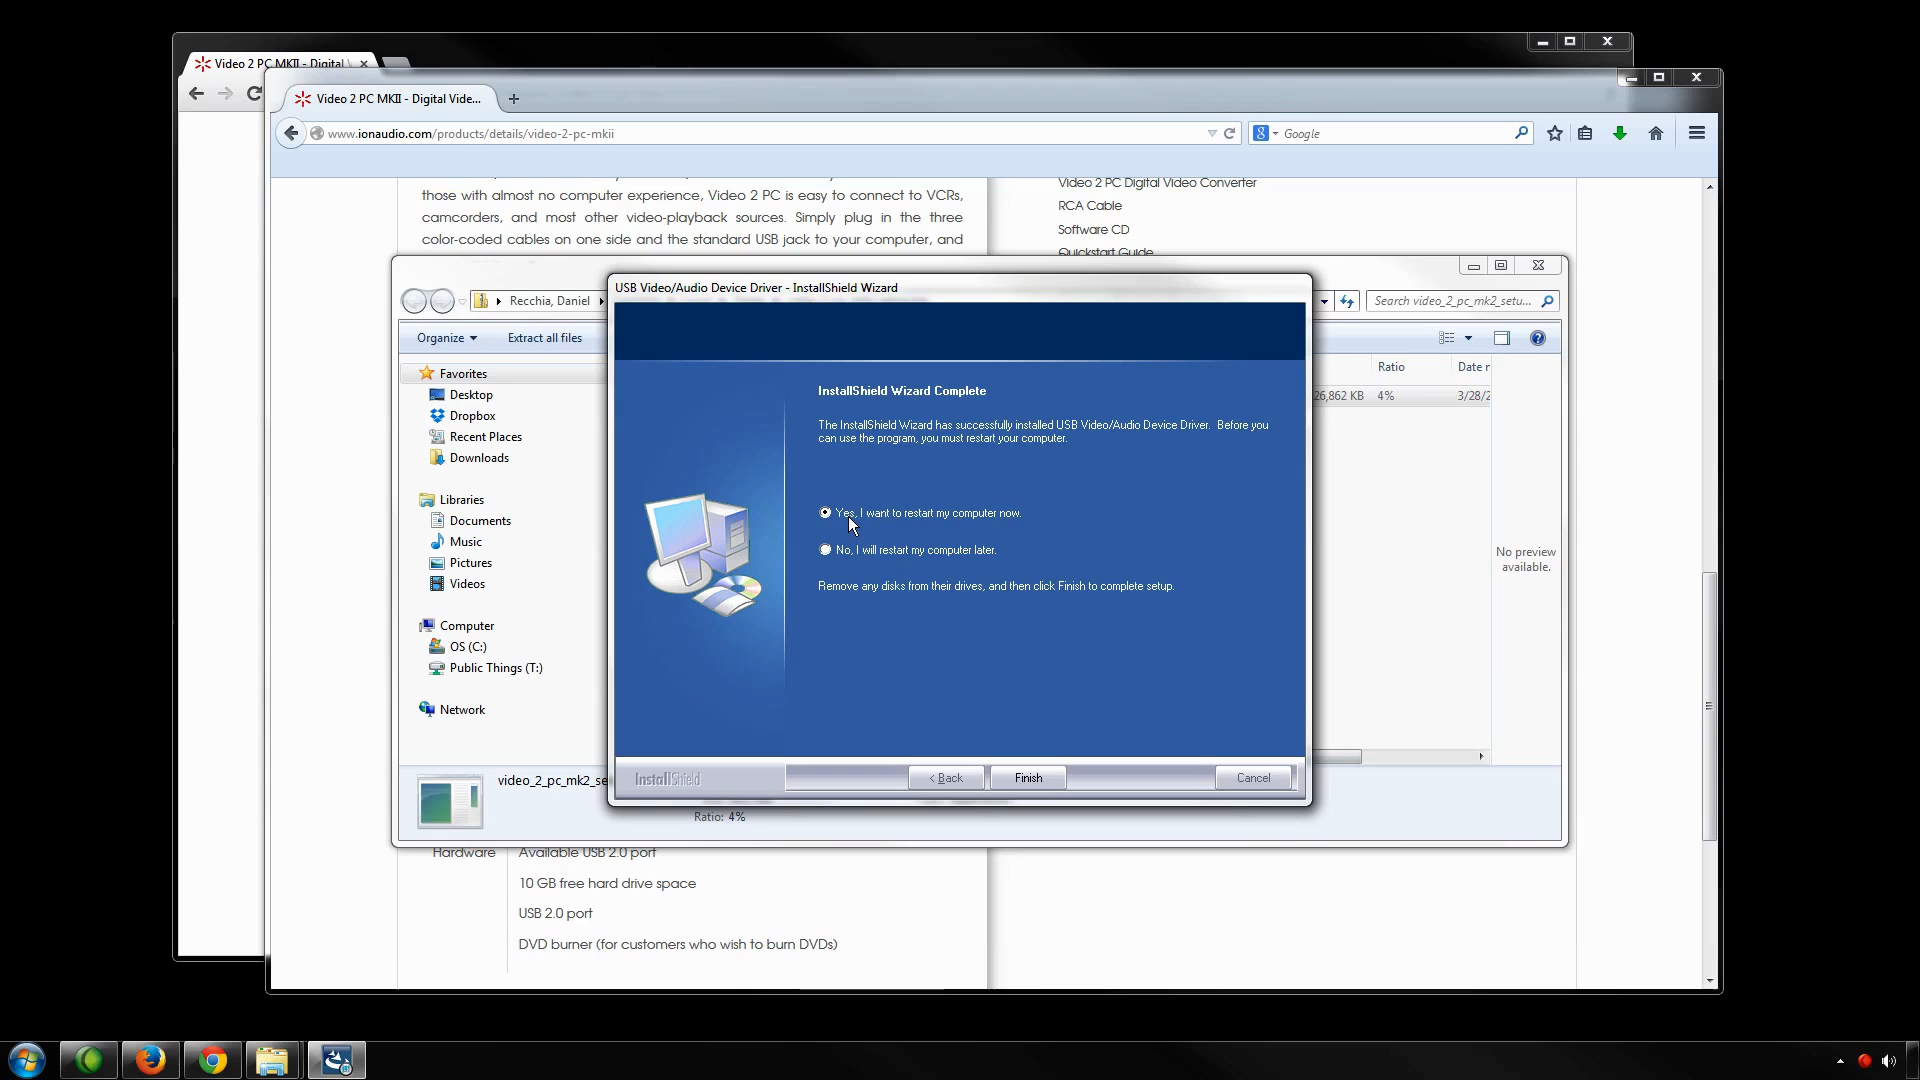 Video 2 PC MKII - Digital V
Video 2 PC MKII - Digital Vide...
www.ionaudio.com/products/details/video-2-pc-mkii
Google
those with almost no computer experience, Video 2 PC is easy to connect to VCRs,
camcorders, and most other video-playback sources. Simply plug in the three
color-coded cables on one side and the standard USB jack to your computer, and
Video 2 PC Digital Video Converter
RCA Cable
Software CD
Quickstart Guide
Recchia, Daniel
Search video_2_pc_mk2_setu...
Organize
Extract all files
Favorites
Desktop
Dropbox
Recent Places
Downloads
Libraries
Documents
Music
Pictures
Videos
Computer
OS (C:)
Public Things (T:)
Network
Ratio
Date r
26,862 KB
4%
3/28/2
No preview
available.
USB Video/Audio Device Driver - InstallShield Wizard
InstallShield Wizard Complete
The InstallShield Wizard has successfully installed USB Video/Audio Device Driver. Before you
can use the program, you must restart your computer.
Yes, I want to restart my computer now.
No, I will restart my computer later.
Remove any disks from their drives, and then click Finish to complete setup.
InstallShield
< Back
Finish
Cancel
video_2_pc_mk2_se
Ratio: 4%
Hardware
Available USB 2.0 port
10 GB free hard drive space
USB 2.0 port
DVD burner (for customers who wish to burn DVDs)